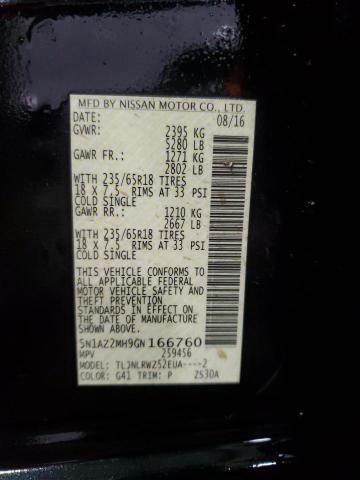 MFD BY NISSAN MOTOR CO., LTD.
DATE: 08/16
GVWR: 2395 KG
5280 LB
GAWR FR.: 1271 KG
2802 LB
WITH 235/65R18 TIRES
18 X 7.5 RIMS AT 33 PSI
COLD SINGLE
GAWR RR.: 1210 KG
2667 LB
WITH 235/65R18 TIRES
18 X 7.5 RIMS AT 33 PSI
COLD SINGLE
THIS VEHICLE CONFORMS TO
ALL APPLICABLE FEDERAL
MOTOR VEHICLE SAFETY
AND THEFT PREVENTION
STANDARDS IN EFFECT ON
THE DATE OF MANUFACTURE
SHOWN ABOVE.
5N1AZ2MH9GN166760
MPV 259456
MODEL: TLJNLRWZ52EUA----2
COLOR: G41 TRIM: P ZS30A